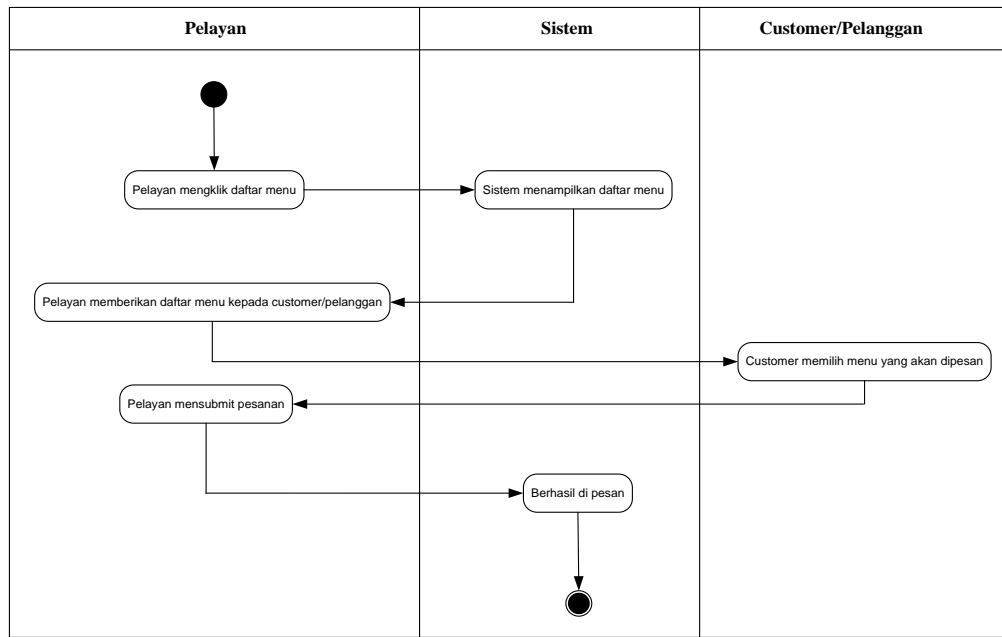 Pelayan
Sistem
Customer/Pelanggan
Pelayan mengklik daftar menu
Sistem menampilkan daftar menu
Pelayan memberikan daftar menu kepada customer/pelanggan
Customer memilih menu yang akan dipesan
Pelayan mensubmit pesanan
Berhasil di pesan